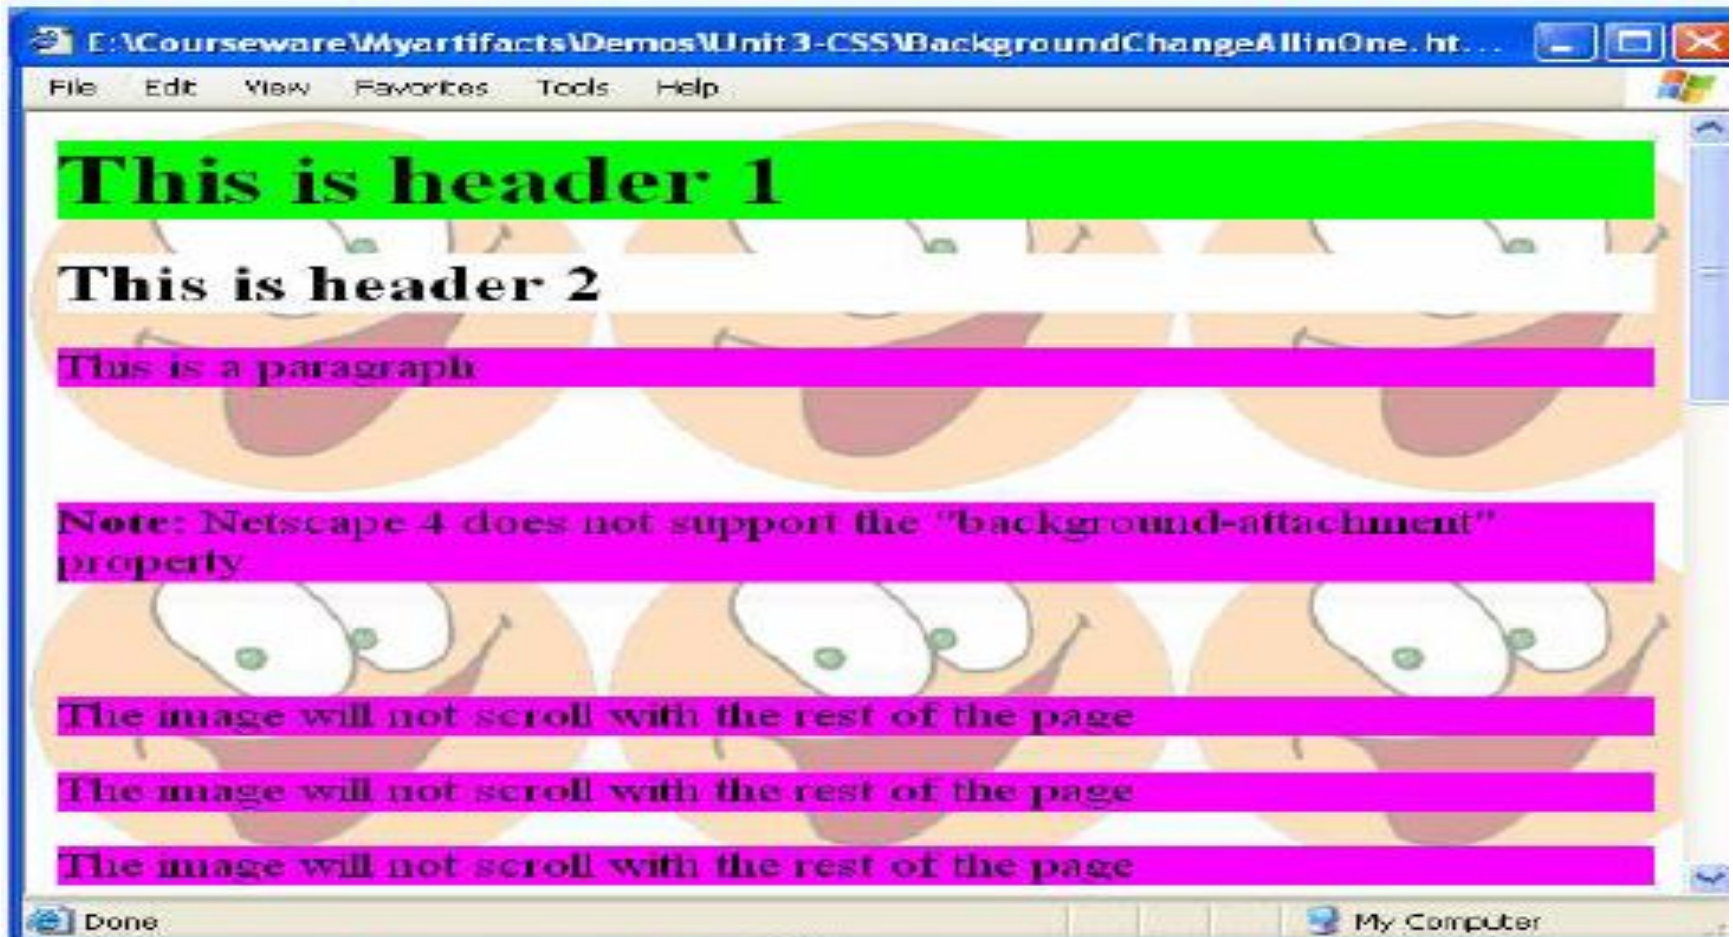 E:\Courseware\Myartifacts\Demos\Unit3-CSS\BackgroundChangeAllinOne.ht...
File Edit View Favorites Tools Help
This is header 1
This is header 2
This is a paragraph
Note: Netscape 4 does not support the "background-attachment"
property
The image will not scroll with the rest of the page
The image will not scroll with the rest of the page
The image will not scroll with the rest of the page
Done My Computer